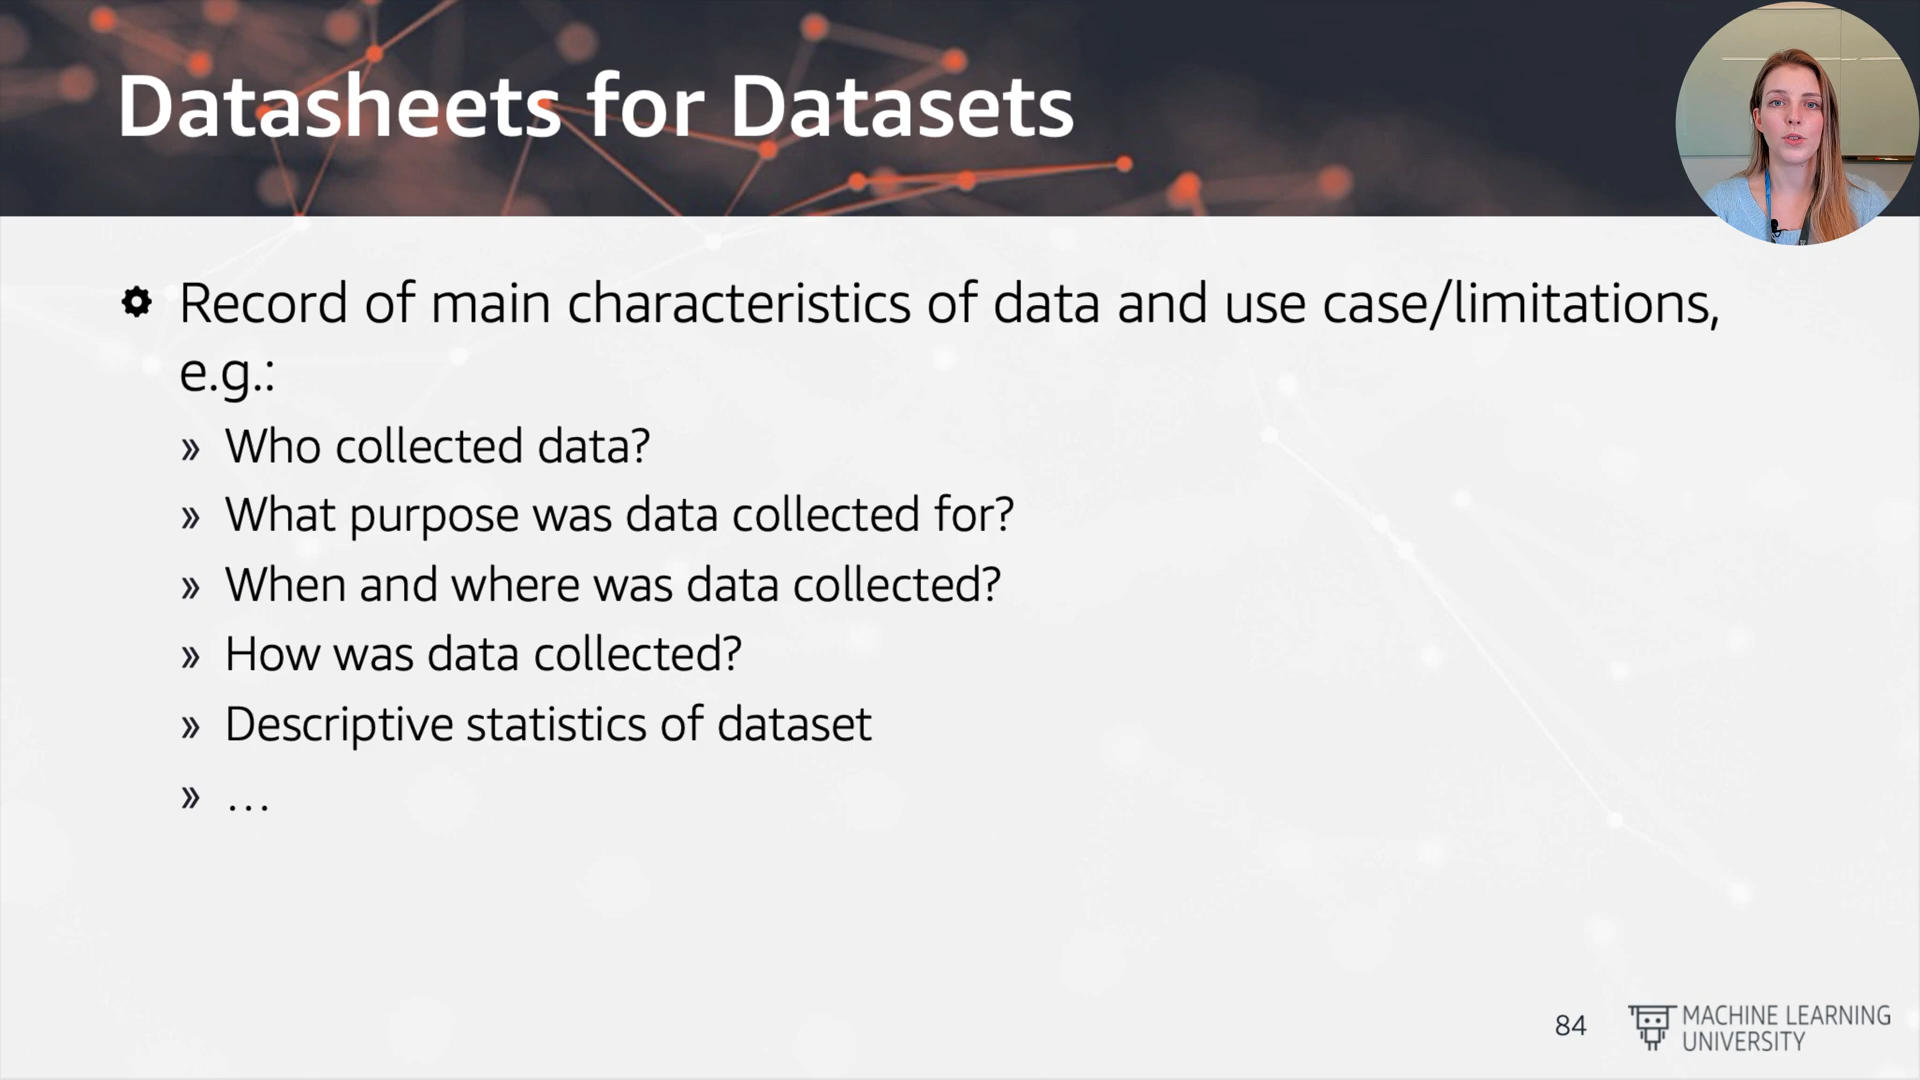 Datasheets for Datasets
Record of main characteristics of data and use case/limitations,
e.g.:
» Who collected data?
» What purpose was data collected for?
» When and where was data collected?
» How was data collected?
» Descriptive statistics of dataset
» ...
84
MACHINE LEARNING
UNIVERSITY